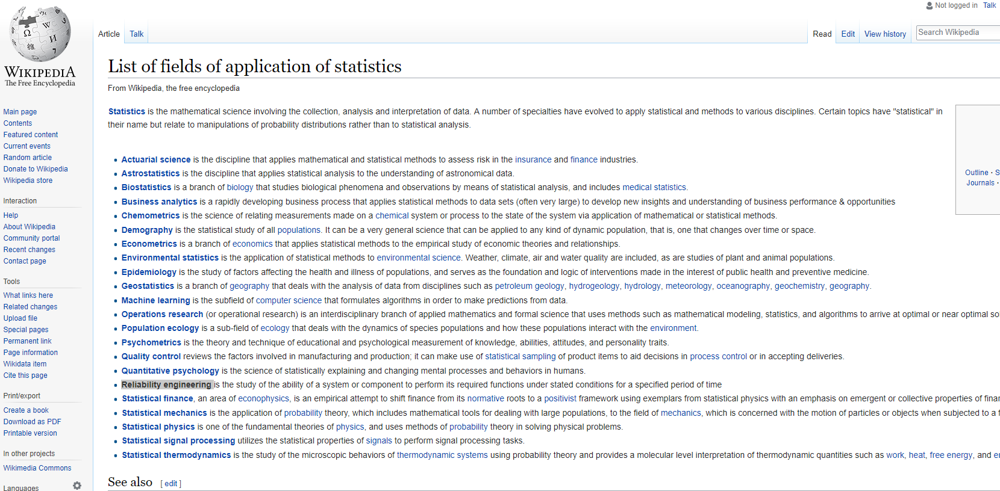 Not logged in Talk
Article Talk Read Edit View history Search Wikipedia
WIKIPEDIA
The Free Encyclopedia
Main page
Contents
Featured content
Current events
Random article
Donate to Wikipedia
Wikipedia store
Interaction
Help
About Wikipedia
Community portal
Recent changes
Contact page
Tools
What links here
Related changes
Upload file
Special pages
Permanent link
Page information
Wikidata item
Cite this page
Print/export
Create a book
Download as PDF
Printable version
In other projects
Wikimedia Commons
Languages
List of fields of application of statistics
From Wikipedia, the free encyclopedia
Statistics is the mathematical science involving the collection, analysis and interpretation of data. A number of specialties have evolved to apply statistical and methods to various disciplines. Certain topics have "statistical" in
their name but relate to manipulations of probability distributions rather than to statistical analysis.
Outline · S
Journals ·
• Actuarial science is the discipline that applies mathematical and statistical methods to assess risk in the insurance and finance industries.
• Astrostatistics is the discipline that applies statistical analysis to the understanding of astronomical data.
• Biostatistics is a branch of biology that studies biological phenomena and observations by means of statistical analysis, and includes medical statistics.
• Business analytics is a rapidly developing business process that applies statistical methods to data sets (often very large) to develop new insights and understanding of business performance & opportunities
• Chemometrics is the science of relating measurements made on a chemical system or process to the state of the system via application of mathematical or statistical methods.
• Demography is the statistical study of all populations. It can be a very general science that can be applied to any kind of dynamic population, that is, one that changes over time or space.
• Econometrics is a branch of economics that applies statistical methods to the empirical study of economic theories and relationships.
• Environmental statistics is the application of statistical methods to environmental science. Weather, climate, air and water quality are included, as are studies of plant and animal populations.
• Epidemiology is the study of factors affecting the health and illness of populations, and serves as the foundation and logic of interventions made in the interest of public health and preventive medicine.
• Geostatistics is a branch of geography that deals with the analysis of data from disciplines such as petroleum geology, hydrogeology, hydrology, meteorology, oceanography, geochemistry, geography.
• Machine learning is the subfield of computer science that formulates algorithms in order to make predictions from data.
• Operations research (or operational research) is an interdisciplinary branch of applied mathematics and formal science that uses methods such as mathematical modeling, statistics, and algorithms to arrive at optimal or near optimal so
• Population ecology is a sub-field of ecology that deals with the dynamics of species populations and how these populations interact with the environment.
• Psychometrics is the theory and technique of educational and psychological measurement of knowledge, abilities, attitudes, and personality traits.
• Quality control reviews the factors involved in manufacturing and production; it can make use of statistical sampling of product items to aid decisions in process control or in accepting deliveries.
• Quantitative psychology is the science of statistically explaining and changing mental processes and behaviors in humans.
• Reliability engineering is the study of the ability of a system or component to perform its required functions under stated conditions for a specified period of time
• Statistical finance, an area of econophysics, is an empirical attempt to shift finance from its normative roots to a positivist framework using exemplars from statistical physics with an emphasis on emergent or collective properties of finan
• Statistical mechanics is the application of probability theory, which includes mathematical tools for dealing with large populations, to the field of mechanics, which is concerned with the motion of particles or objects when subjected to a f
• Statistical physics is one of the fundamental theories of physics, and uses methods of probability theory in solving physical problems.
• Statistical signal processing utilizes the statistical properties of signals to perform signal processing tasks.
• Statistical thermodynamics is the study of the microscopic behaviors of thermodynamic systems using probability theory and provides a molecular level interpretation of thermodynamic quantities such as work, heat, free energy, and e
See also [ edit ]